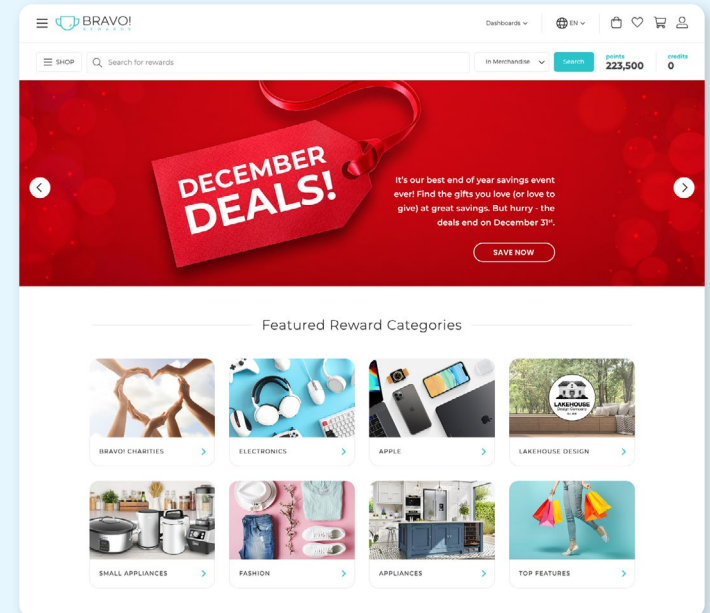 BRAVO!
REWARDS
Dashboards
EN
SHOP
Search for rewards
In Merchandise
Search
points
223,500
credits
0
DECEMBER
DEALS!
It's our best end of year savings event
ever! Find the gifts you love (or love to
give) at great savings. But hurry - the
deals end on December 31st.
SAVE NOW
Featured Reward Categories
LAKEHOUSE
Design Company
BRAVO! CHARITIES
ELECTRONICS
APPLE
LAKEHOUSE DESIGN
SMALL APPLIANCES
FASHION
APPLIANCES
TOP FEATURES